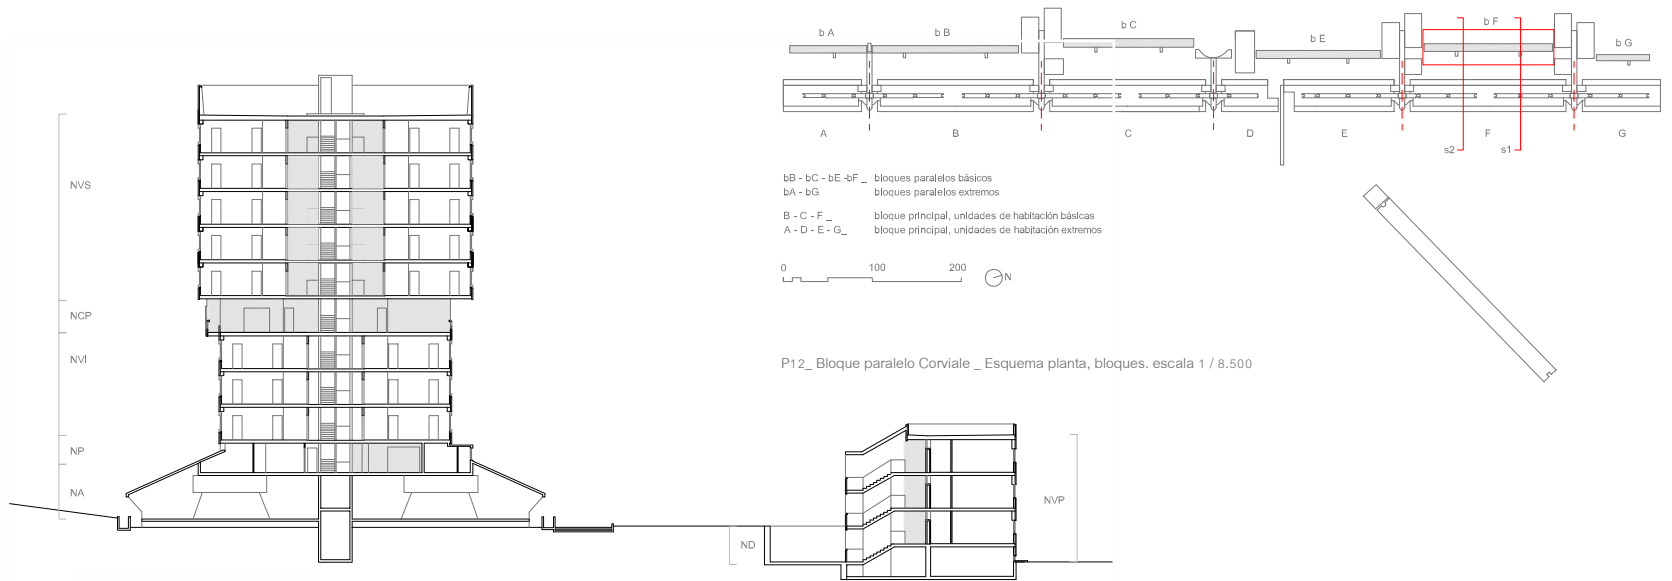 b A
b B
b C
b E
b F
b G
A
B
C
D
E
F
G
s2
s1
bB - bC - bE -bF _ bloques paralelos básicos
bA - bG bloques paralelos extremos
B - C - F _ bloque principal, unidades de habitación básicas
A - D - E - G_ bloque principal, unidades de habitación extremos
0 100 200
N
P12_ Bloque paralelo Corviale _ Esquema planta, bloques. escala 1 / 8.500
NVS
NCP
NVI
NP
NA
ND
NVP